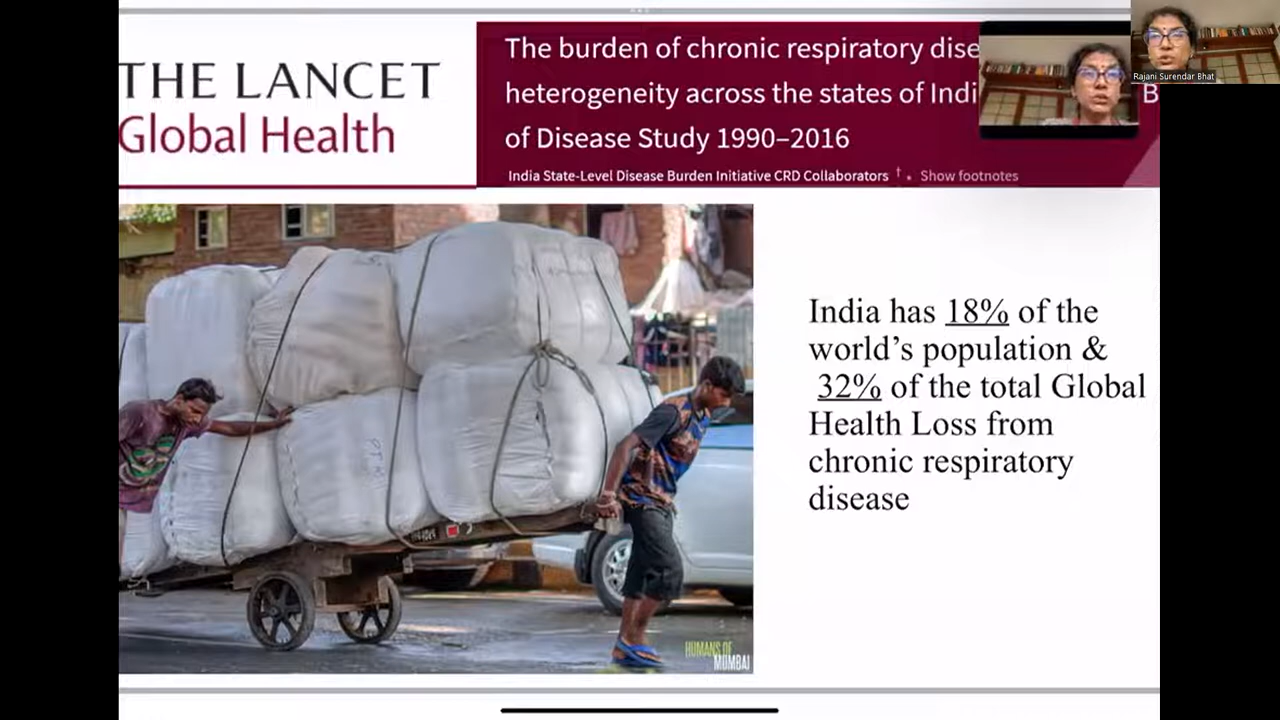 THE LANCET
Global Health
The burden of chronic respiratory dise
heterogeneity across the states of Indi B
of Disease Study 1990–2016
India State-Level Disease Burden Initiative CRD Collaborators † • Show footnotes
Rajani Surendar Bhat
India has 18% of the
world’s population &
32% of the total Global
Health Loss from
chronic respiratory
disease
HUMANS OF
MUMBAI